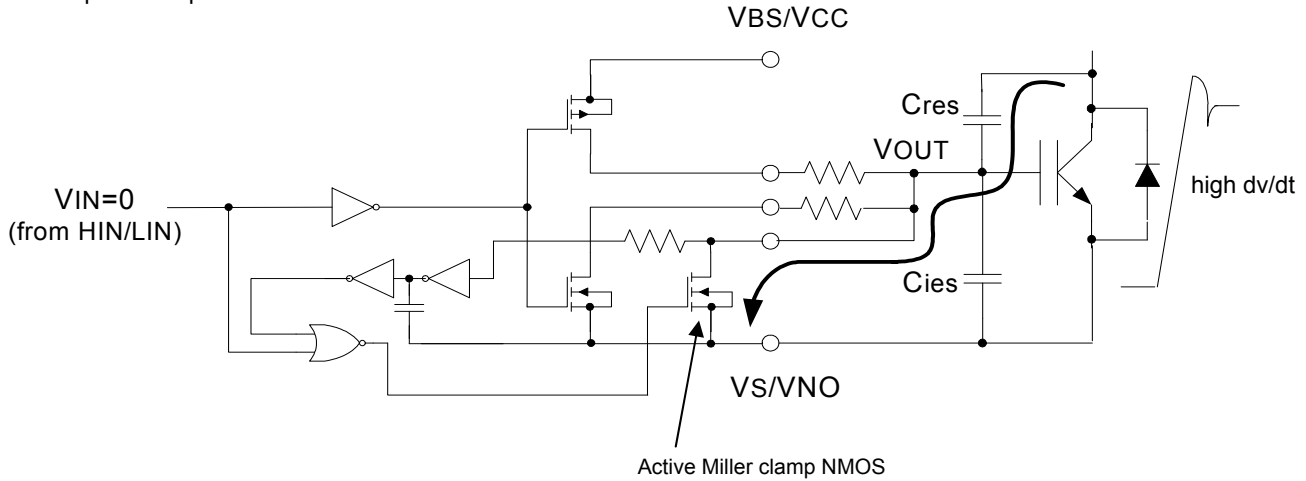 VBS/VCC
Cres
VOUT
VIN=0
(from HIN/LIN)
high dv/dt
Cies
VS/VNO
Active Miller clamp NMOS